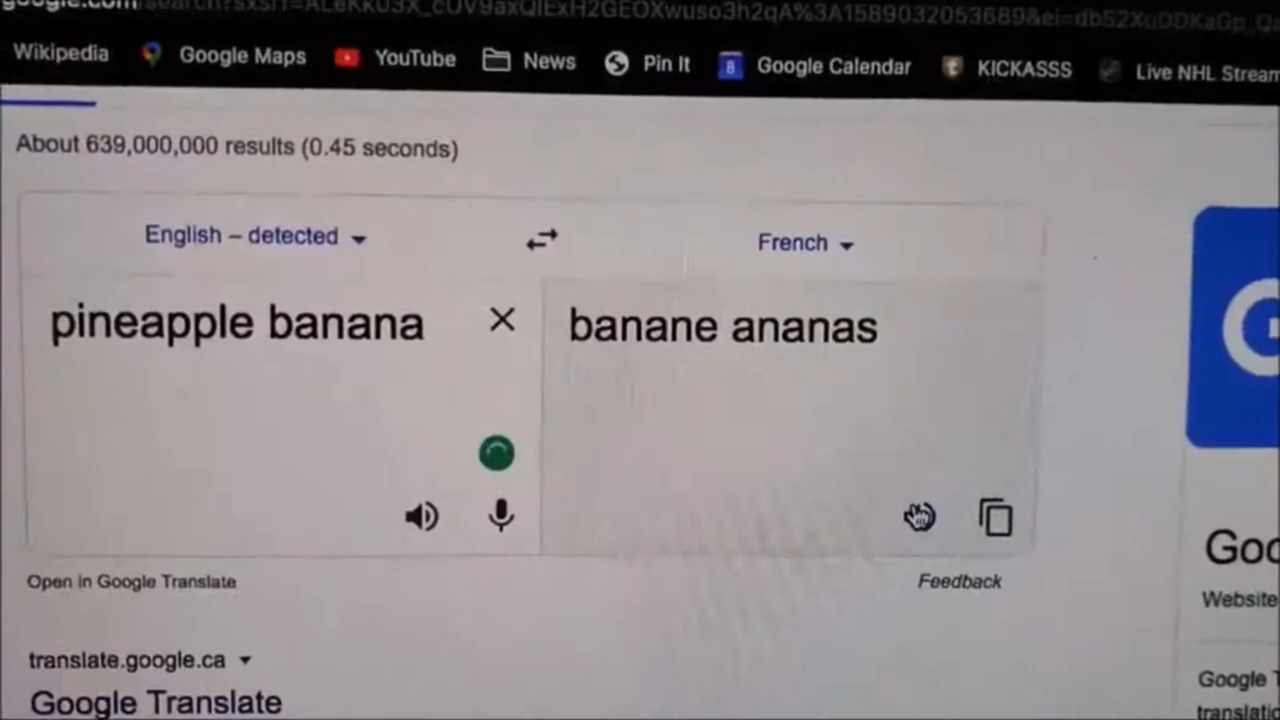 Wikipedia Google Maps YouTube News Pin It Google Calendar KICKASSS Live NHL Stream
About 639,000,000 results (0.45 seconds)
English – detected French
pineapple banana banane ananas
Open in Google Translate Feedback
translate.google.ca
Google Translate
Website
Google